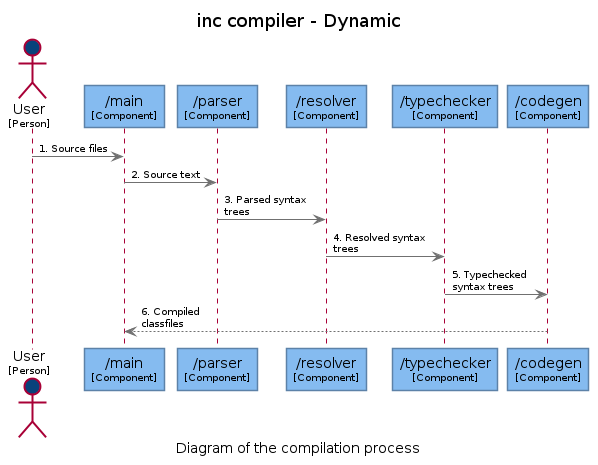 inc compiler - Dynamic
User
[Person]
/main
[Component]
/parser
[Component]
/resolver
[Component]
/typechecker
[Component]
/codegen
[Component]
1. Source files
2. Source text
3. Parsed syntax
trees
4. Resolved syntax
trees
5. Typechecked
syntax trees
6. Compiled
classfiles
User
[Person]
/main
[Component]
/parser
[Component]
/resolver
[Component]
/typechecker
[Component]
/codegen
[Component]
Diagram of the compilation process